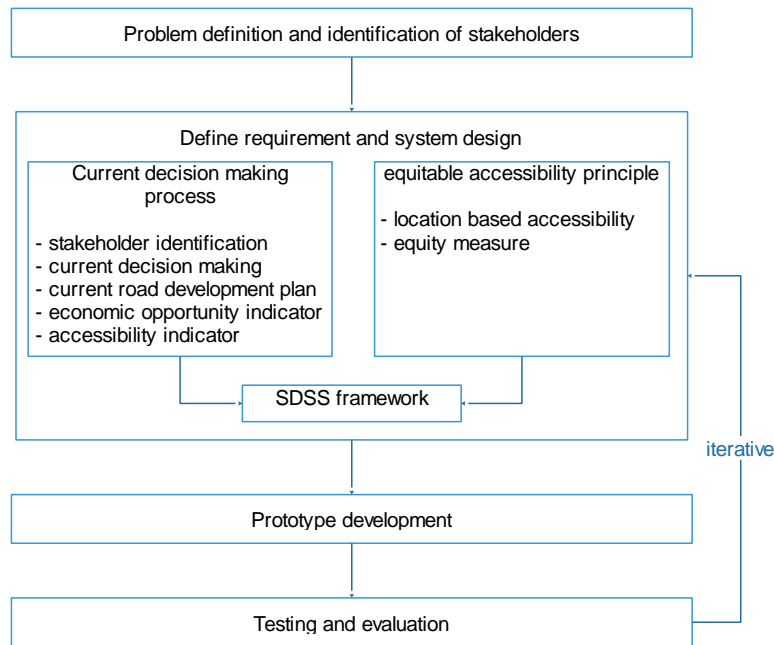 Problem definition and identification of stakeholders
Define requirement and system design
Current decision making
process
- stakeholder identification
- current decision making
- current road development plan
- economic opportunity indicator
- accessibility indicator
equitable accessibility principle
- location based accessibility
- equity measure
SDSS framework
iterative
Prototype development
Testing and evaluation